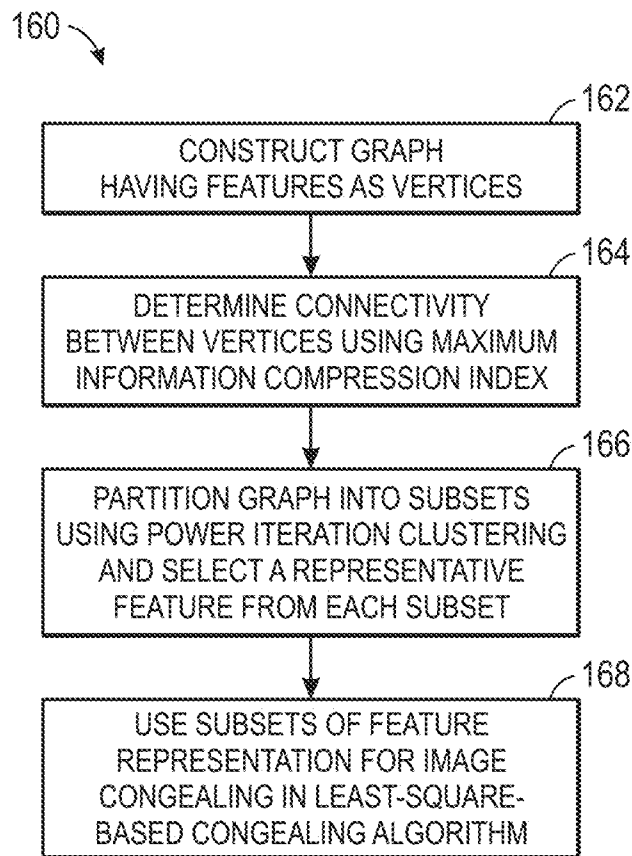 160
162
CONSTRUCT GRAPH
HAVING FEATURES AS VERTICES
164
DETERMINE CONNECTIVITY
BETWEEN VERTICES USING MAXIMUM
INFORMATION COMPRESSION INDEX
166
PARTITION GRAPH INTO SUBSETS
USING POWER ITERATION CLUSTERING
AND SELECT A REPRESENTATIVE
FEATURE FROM EACH SUBSET
168
USE SUBSETS OF FEATURE
REPRESENTATION FOR IMAGE
CONGEALING IN LEAST-SQUARE-
BASED CONGEALING ALGORITHM